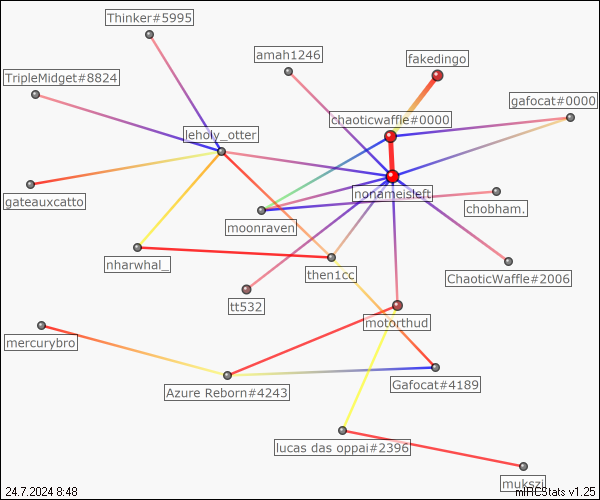 Thinker#5995
amah1246
fakedingo
TripleMidget#8824
gafocat#0000
chaoticwaffle#0000
leholy_otter
gateauxcatto
nonameisleft
chobham.
moonraven
nharwhal_
then1cc
ChaoticWaffle#2006
tt532
motorthud
mercurybro
Azure Reborn#4243
Gafocat#4189
lucas das oppai#2396
mukszi
24.7.2024 8:48
mIRCStats v1.25